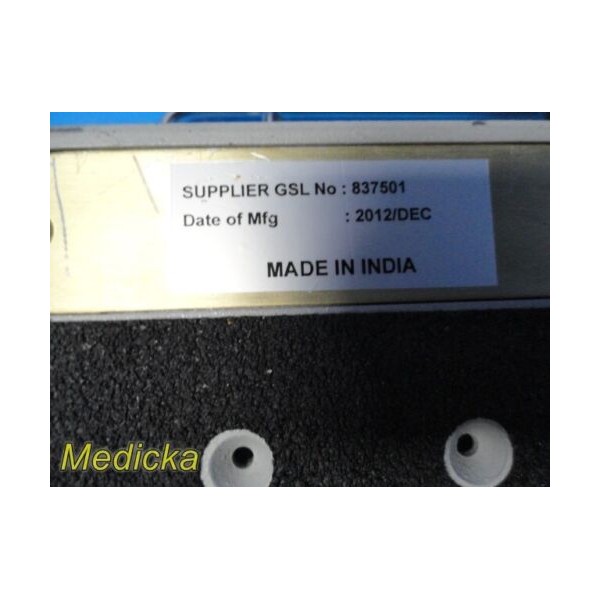 SUPPLIER GSL No : 837501
Date of Mfg : 2012/DEC
MADE IN INDIA
Medicka